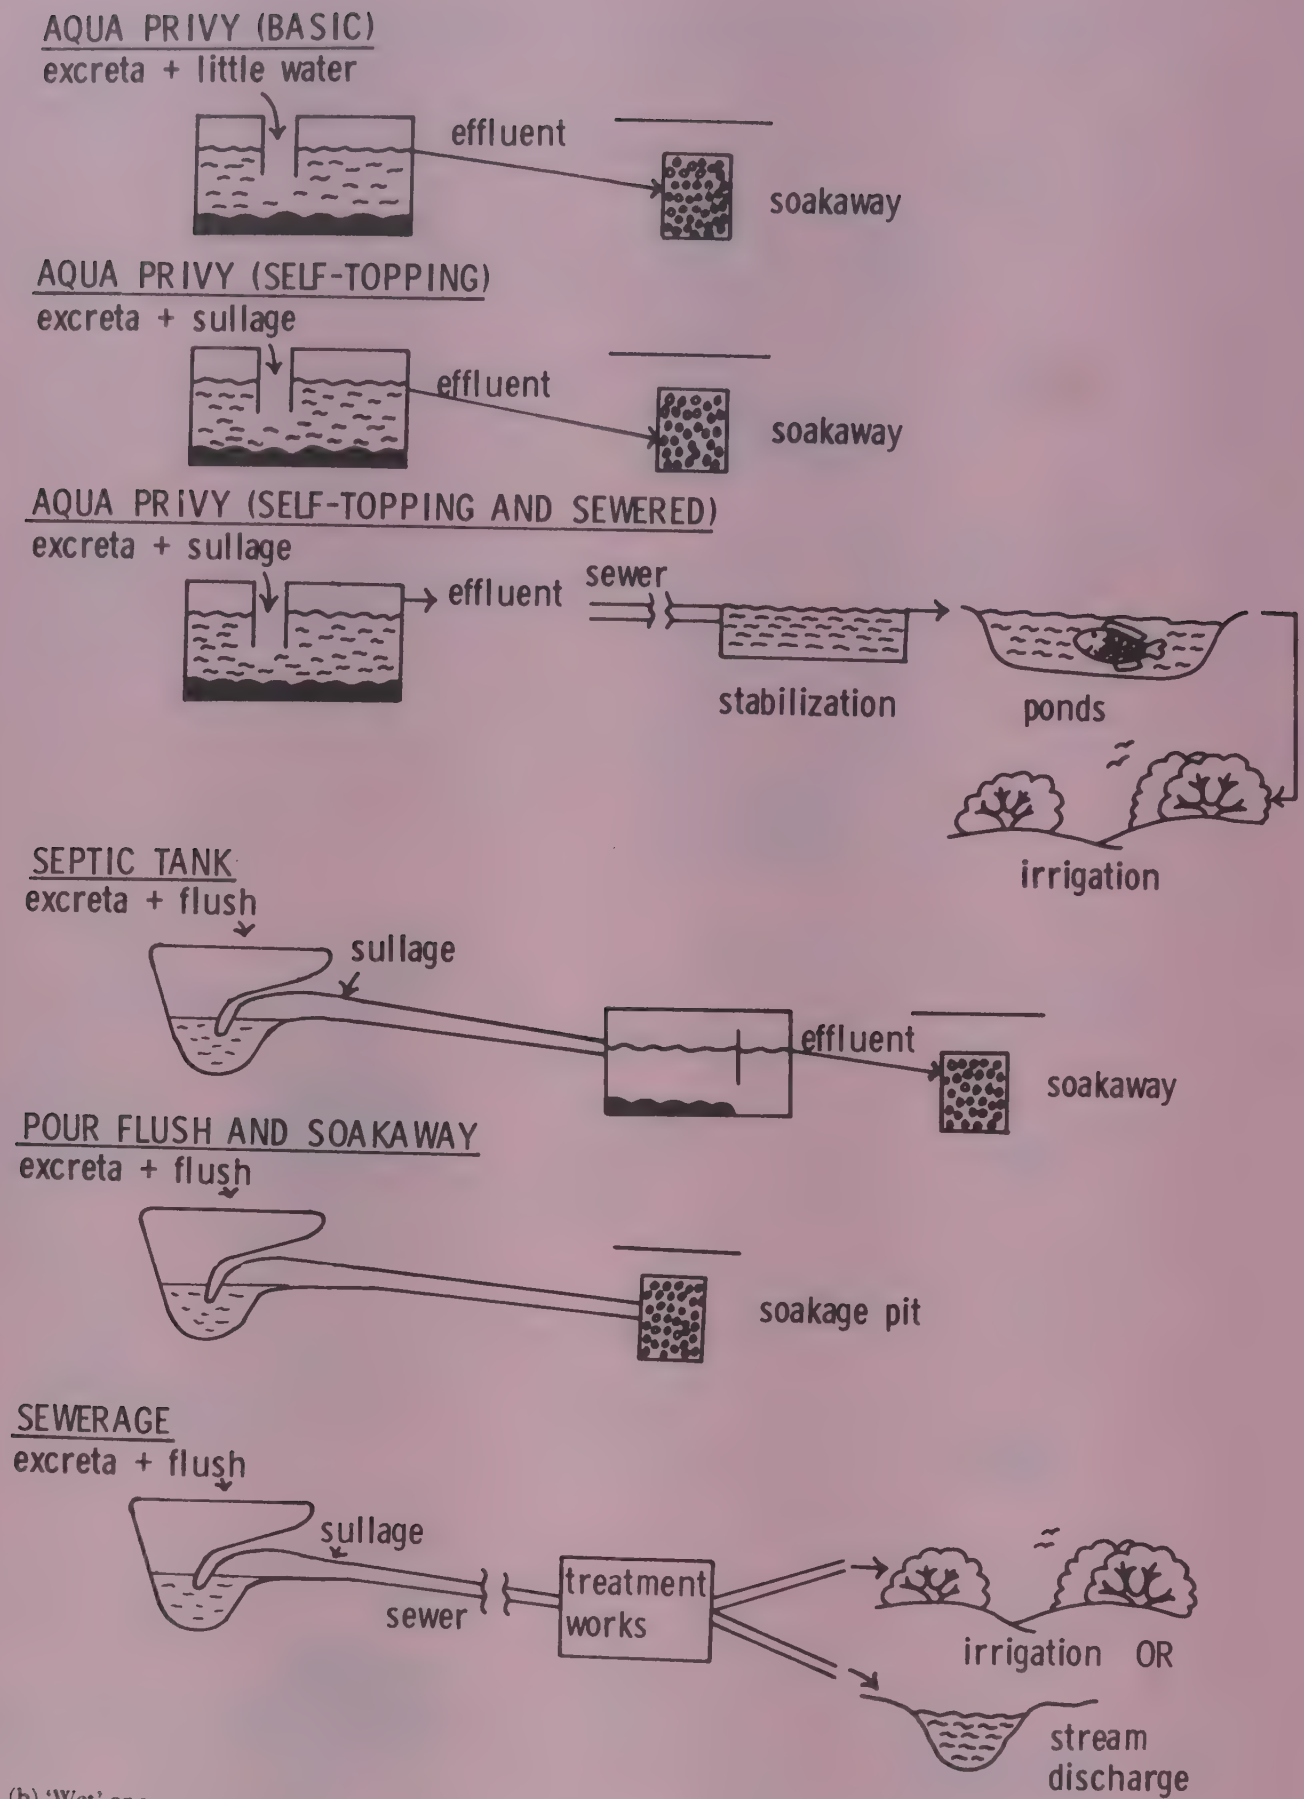 AQUA PRIVY (BASIC)
excreta + little water
effluent
soakaway
AQUA PRIVY (SELF-TOPPING)
excreta + sullage
effluent
soakaway
AQUA PRIVY (SELF-TOPPING AND SEWERED)
excreta + sullage
effluent
sewer
stabilization
ponds
irrigation
SEPTIC TANK
excreta + flush
sullage
effluent
soakaway
POUR FLUSH AND SOAKAWAY
excreta + flush
soakage pit
SEWERAGE
excreta + flush
sullage
sewer
treatment
works
irrigation OR
stream
discharge
(b) 'Wet'